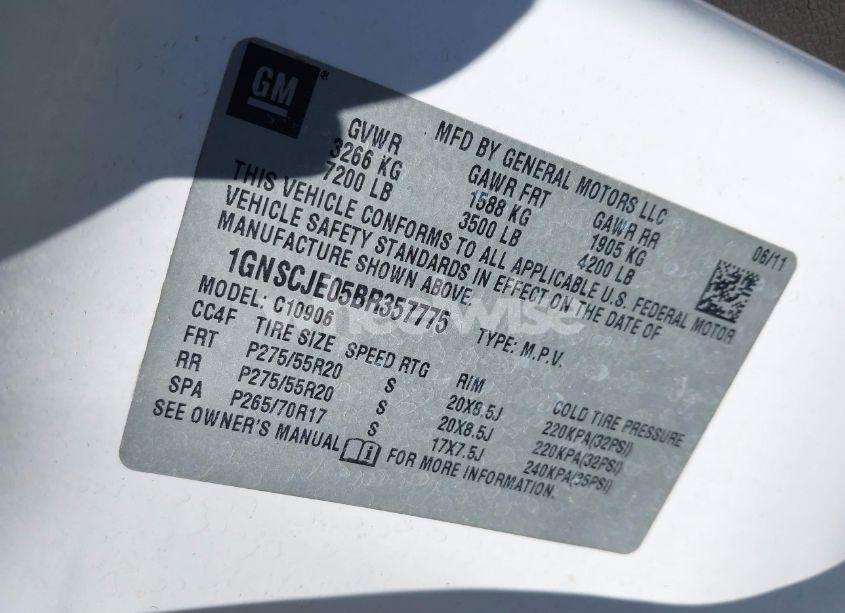 GM®
MFD BY GENERAL MOTORS LLC
06/11
GVWR GAWR FRT GAWR RR
3266 KG 1588 KG 1905 KG
7200 LB 3500 LB 4200 LB
THIS VEHICLE CONFORMS TO ALL APPLICABLE U.S. FEDERAL MOTOR
VEHICLE SAFETY STANDARDS IN EFFECT ON THE DATE OF
MANUFACTURE SHOWN ABOVE.
1GNSCJE05BR357775 TYPE: M.P.V.
MODEL: C10906
CC4F TIRE SIZE SPEED RTG RIM COLD TIRE PRESSURE
FRT P275/55R20 S 20X8.5J 220KPA(32PSI)
RR P275/55R20 S 20X8.5J 220KPA(32PSI)
SPA P265/70R17 S 17X7.5J 240KPA(35PSI)
SEE OWNER'S MANUAL FOR MORE INFORMATION.